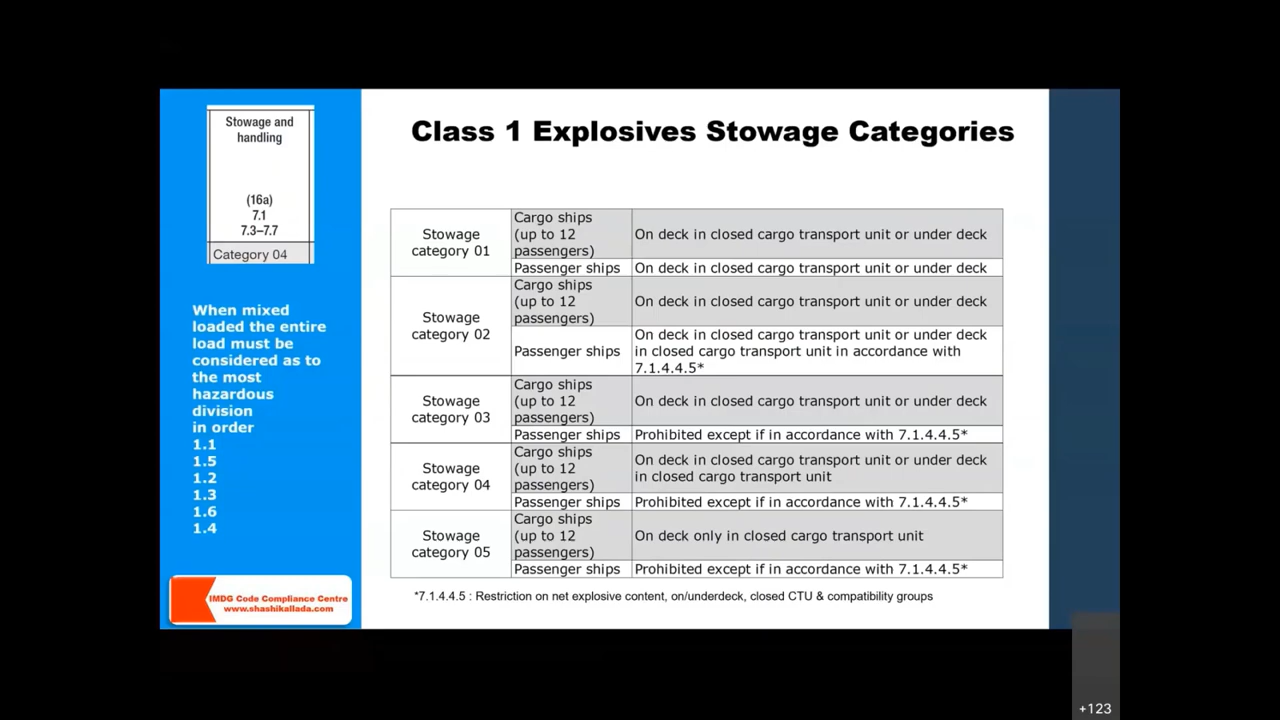 Stowage and
handling
(16a)
7.1
7.3–7.7
Category 04
When mixed
loaded the entire
load must be
considered as to
the most
hazardous
division
in order
1.1
1.5
1.2
1.3
1.6
1.4
IMDG Code Compliance Centre
www.shashikallada.com
Class 1 Explosives Stowage Categories
Stowage
category 01
Cargo ships
(up to 12
passengers)
On deck in closed cargo transport unit or under deck
Passenger ships
On deck in closed cargo transport unit or under deck
Stowage
category 02
Cargo ships
(up to 12
passengers)
On deck in closed cargo transport unit or under deck
Passenger ships
On deck in closed cargo transport unit or under deck
in closed cargo transport unit in accordance with
7.1.4.4.5*
Stowage
category 03
Cargo ships
(up to 12
passengers)
On deck in closed cargo transport unit or under deck
Passenger ships
Prohibited except if in accordance with 7.1.4.4.5*
Stowage
category 04
Cargo ships
(up to 12
passengers)
On deck in closed cargo transport unit or under deck
in closed cargo transport unit
Passenger ships
Prohibited except if in accordance with 7.1.4.4.5*
Stowage
category 05
Cargo ships
(up to 12
passengers)
On deck only in closed cargo transport unit
Passenger ships
Prohibited except if in accordance with 7.1.4.4.5*
*7.1.4.4.5 : Restriction on net explosive content, on/underdeck, closed CTU & compatibility groups
+123